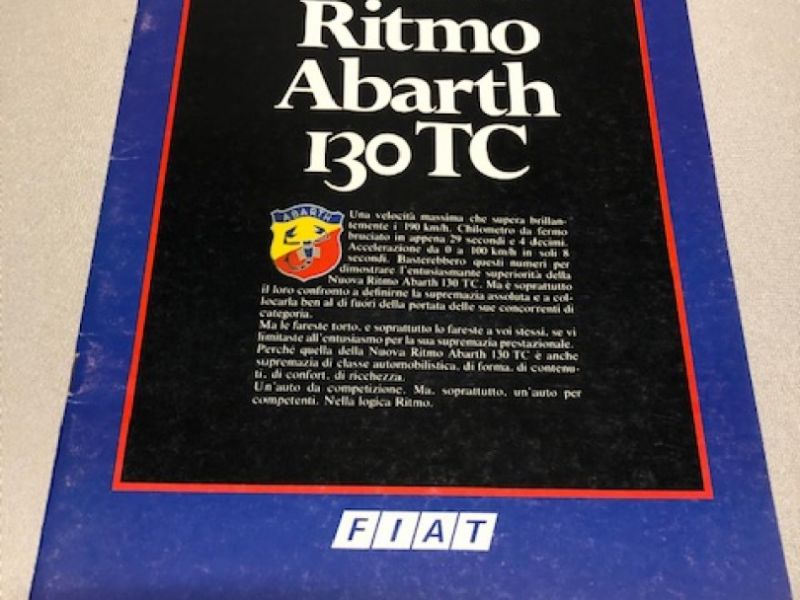 Ritmo
Abarth
130 TC
ABARTH
Una velocità massima che supera brillan-
temente i 190 km/h. Chilometro da fermo
bruciato in appena 29 secondi e 4 decimi.
Accelerazione da 0 a 100 km/h in soli 8
secondi. Basterebbero questi numeri per
dimostrare l'entusiasmante superiorità della
Nuova Ritmo Abarth 130 TC. Ma è soprattutto
il loro confronto a definirne la supremazia assoluta e a col-
locarla ben al di fuori della portata delle sue concorrenti di
categoria.
Ma le fareste torto, e soprattutto lo fareste a voi stessi, se vi
limitaste all'entusiasmo per la sua supremazia prestazionale.
Perché quella della Nuova Ritmo Abarth 130 TC è anche
supremazia di classe automobilistica, di forma, di contenu-
ti, di confort, di ricchezza.
Un'auto da competizione. Ma, soprattutto, un'auto per
competenti. Nella logica Ritmo.
FIAT